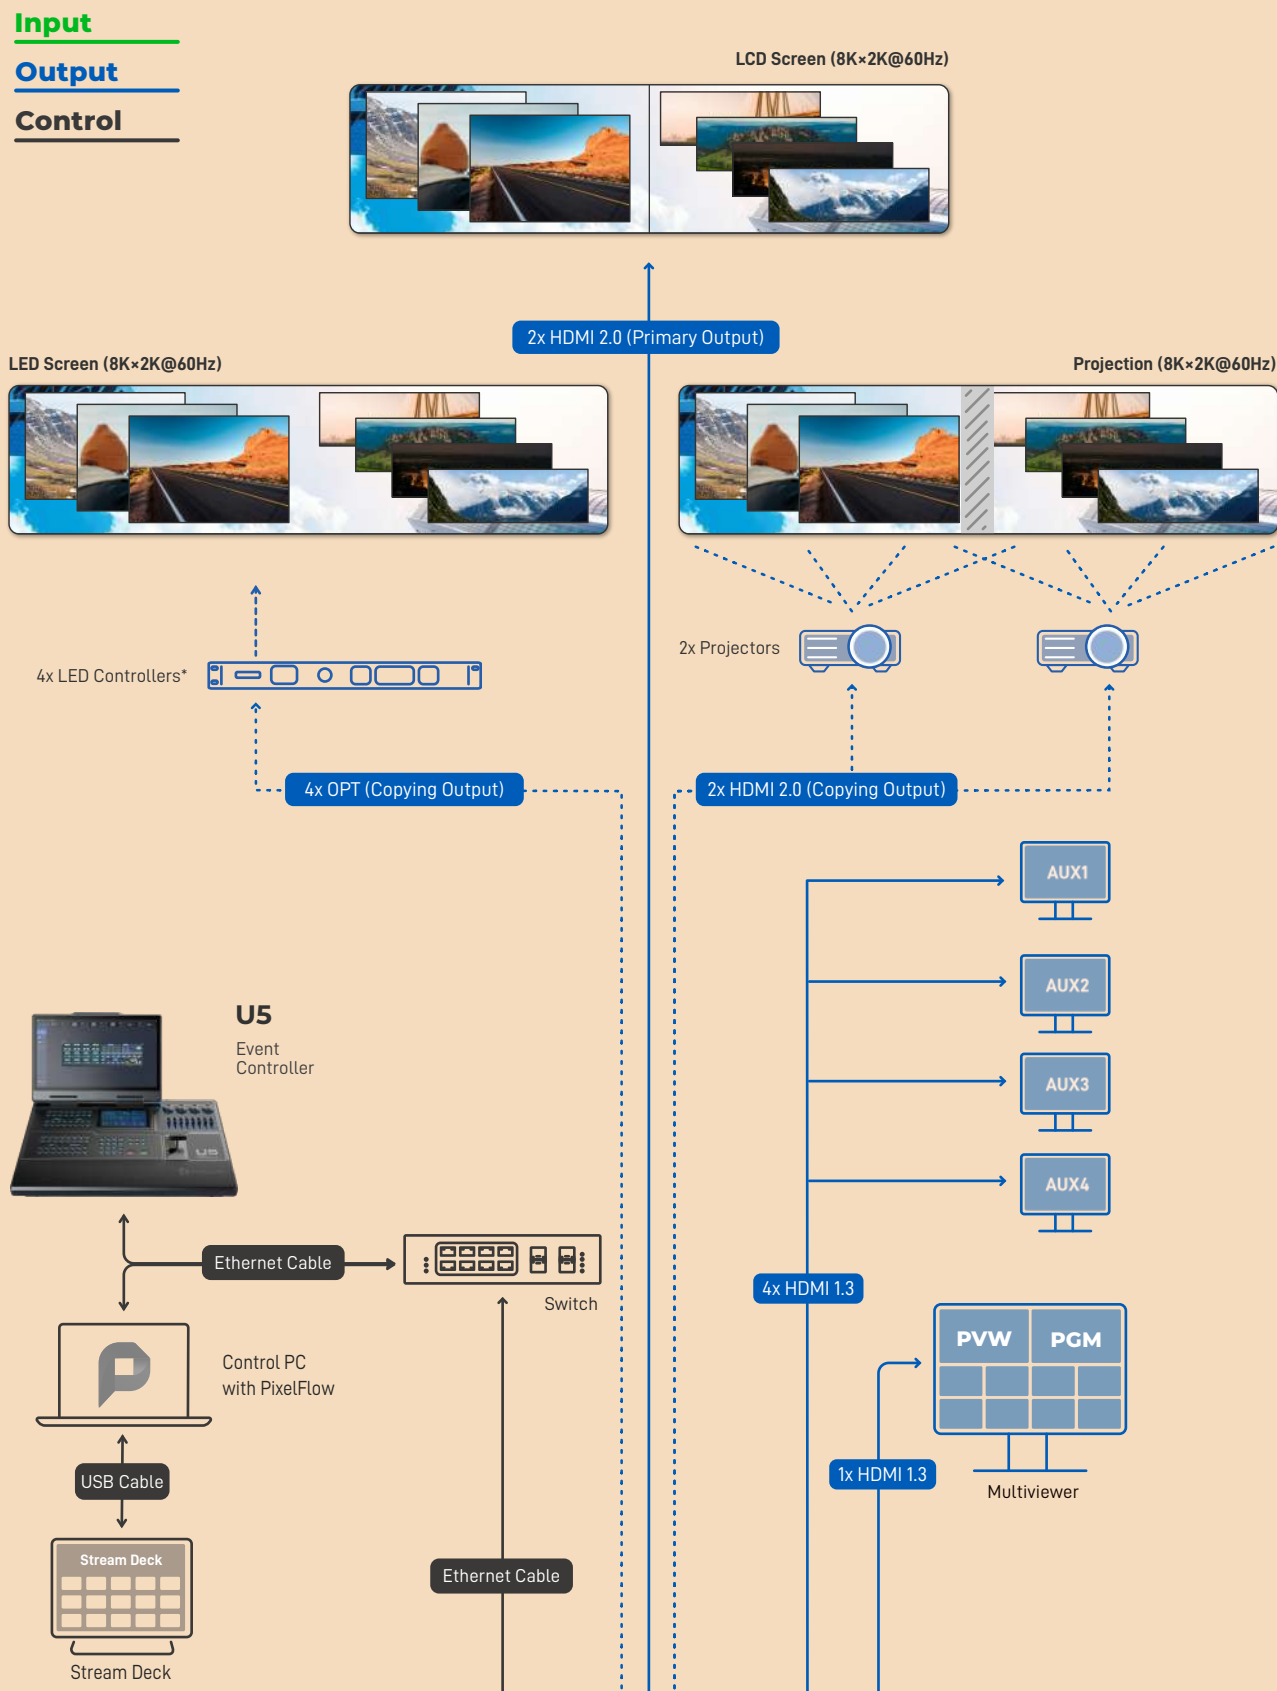 Input
Output
Control
LCD Screen (8K×2K@60Hz)
2x HDMI 2.0 (Primary Output)
LED Screen (8K×2K@60Hz)
Projection (8K×2K@60Hz)
4x LED Controllers*
2x Projectors
4x OPT (Copying Output)
2x HDMI 2.0 (Copying Output)
AUX1
AUX2
AUX3
AUX4
U5
Event
Controller
U5
Ethernet Cable
Switch
4x HDMI 1.3
PVW
PGM
Control PC
with PixelFlow
1x HDMI 1.3
Multiviewer
USB Cable
Stream Deck
Ethernet Cable
Stream Deck